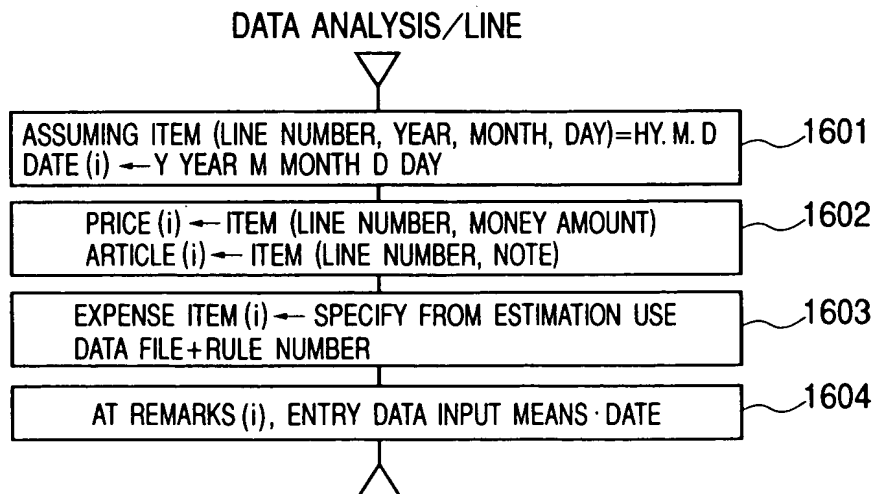 DATA ANALYSIS/LINE
ASSUMING ITEM (LINE NUMBER, YEAR, MONTH, DAY)=HY. M. D
DATE (i) ← Y YEAR M MONTH D DAY
1601
PRICE (i) ← ITEM (LINE NUMBER, MONEY AMOUNT)
ARTICLE (i) ← ITEM (LINE NUMBER, NOTE)
1602
EXPENSE ITEM (i) ← SPECIFY FROM ESTIMATION USE
DATA FILE+RULE NUMBER
1603
AT REMARKS (i), ENTRY DATA INPUT MEANS · DATE
1604